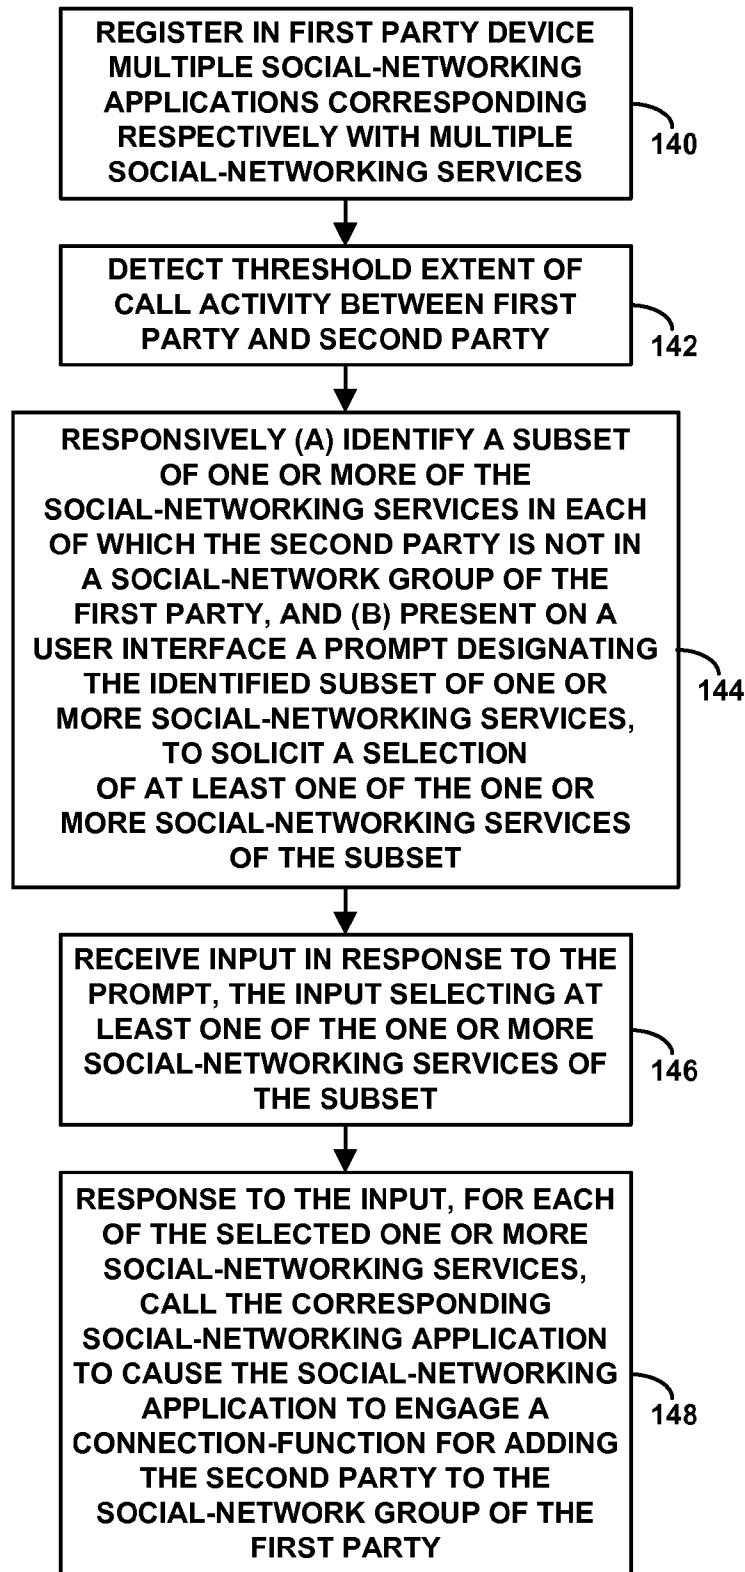 REGISTER IN FIRST PARTY DEVICE
MULTIPLE SOCIAL-NETWORKING
APPLICATIONS CORRESPONDING
RESPECTIVELY WITH MULTIPLE
SOCIAL-NETWORKING SERVICES
140
DETECT THRESHOLD EXTENT OF
CALL ACTIVITY BETWEEN FIRST
PARTY AND SECOND PARTY
142
RESPONSIVELY (A) IDENTIFY A SUBSET
OF ONE OR MORE OF THE
SOCIAL-NETWORKING SERVICES IN EACH
OF WHICH THE SECOND PARTY IS NOT IN
A SOCIAL-NETWORK GROUP OF THE
FIRST PARTY, AND (B) PRESENT ON A
USER INTERFACE A PROMPT DESIGNATING
THE IDENTIFIED SUBSET OF ONE OR
MORE SOCIAL-NETWORKING SERVICES,
TO SOLICIT A SELECTION
OF AT LEAST ONE OF THE ONE OR
MORE SOCIAL-NETWORKING SERVICES
OF THE SUBSET
144
RECEIVE INPUT IN RESPONSE TO THE
PROMPT, THE INPUT SELECTING AT
LEAST ONE OF THE ONE OR MORE
SOCIAL-NETWORKING SERVICES OF
THE SUBSET
146
RESPONSE TO THE INPUT, FOR EACH
OF THE SELECTED ONE OR MORE
SOCIAL-NETWORKING SERVICES,
CALL THE CORRESPONDING
SOCIAL-NETWORKING APPLICATION
TO CAUSE THE SOCIAL-NETWORKING
APPLICATION TO ENGAGE A
CONNECTION-FUNCTION FOR ADDING
THE SECOND PARTY TO THE
SOCIAL-NETWORK GROUP OF THE
FIRST PARTY
148